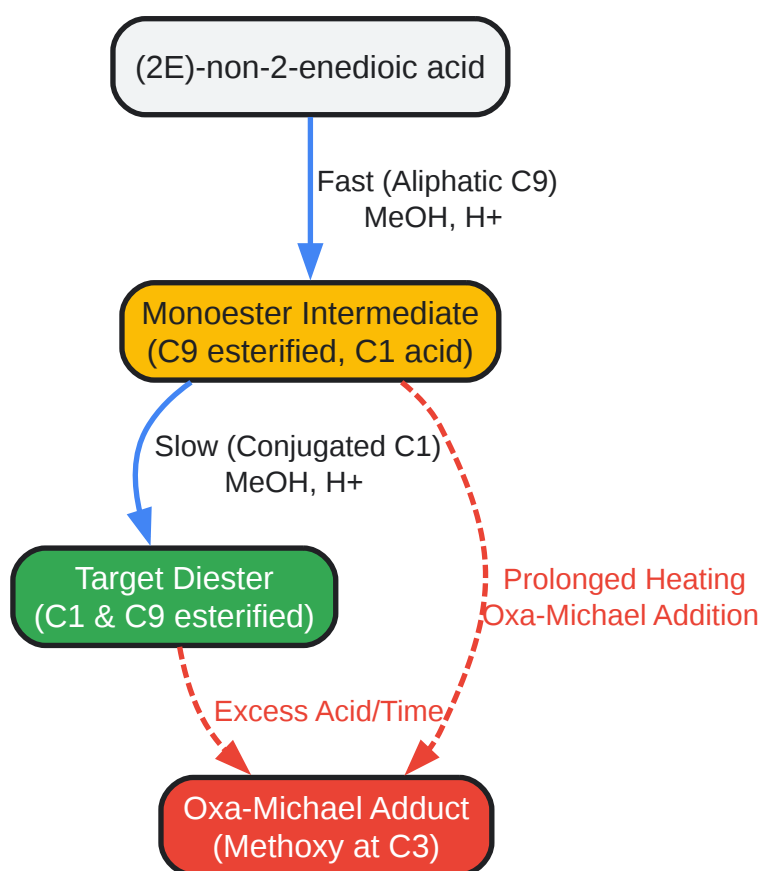 (2E)-non-2-enedioic acid
Fast (Aliphatic C9)
MeOH, H+
Monoester Intermediate
(C9 esterified, C1 acid)
Slow (Conjugated C1)
MeOH, H+
Target Diester
(C1 & C9 esterified)
Prolonged Heating
Oxa-Michael Addition
Excess Acid/Time
Oxa-Michael Adduct
(Methoxy at C3)